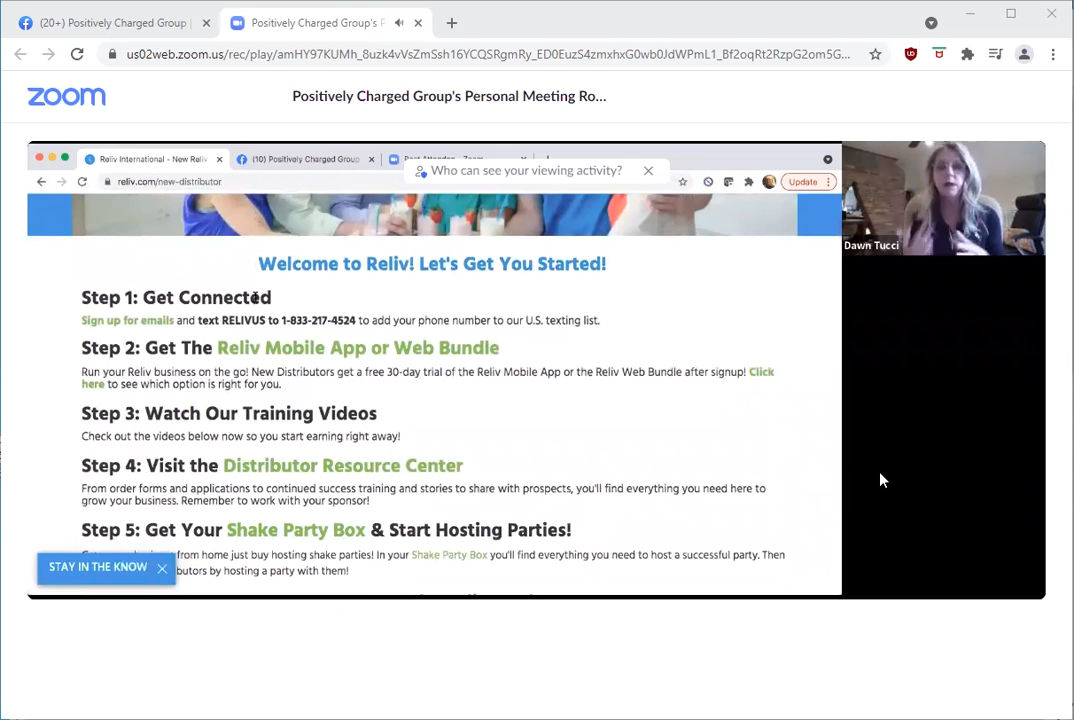 (20+) Positively Charged Group |
Positively Charged Group's P
us02web.zoom.us/rec/play/amHY97KUMh_8uzk4vVsZmSsh16YCQSRgmRy_ED0EuzS4zmxhxG0wb0JdWPmL1_Bf2oqRt2RzpG2om5G...
zoom
Positively Charged Group's Personal Meeting Ro...
Reliv International - New Reliv
(10) Positively Charged Group
Zoom
Who can see your viewing activity?
reliv.com/new-distributor
Update
Dawn Tucci
Welcome to Reliv! Let's Get You Started!
Step 1: Get Connected
Sign up for emails and text RELIVUS to 1-833-217-4524 to add your phone number to our U.S. texting list.
Step 2: Get The Reliv Mobile App or Web Bundle
Run your Reliv business on the go! New Distributors get a free 30-day trial of the Reliv Mobile App or the Reliv Web Bundle after signup! Click
here to see which option is right for you.
Step 3: Watch Our Training Videos
Check out the videos below now so you start earning right away!
Step 4: Visit the Distributor Resource Center
From order forms and applications to continued success training and stories to share with prospects, you'll find everything you need here to
grow your business. Remember to work with your sponsor!
Step 5: Get Your Shake Party Box & Start Hosting Parties!
from home just buy hosting shake parties! In your Shake Party Box you'll find everything you need to host a successful party. Then
STAY IN THE KNOW
butors by hosting a party with them!